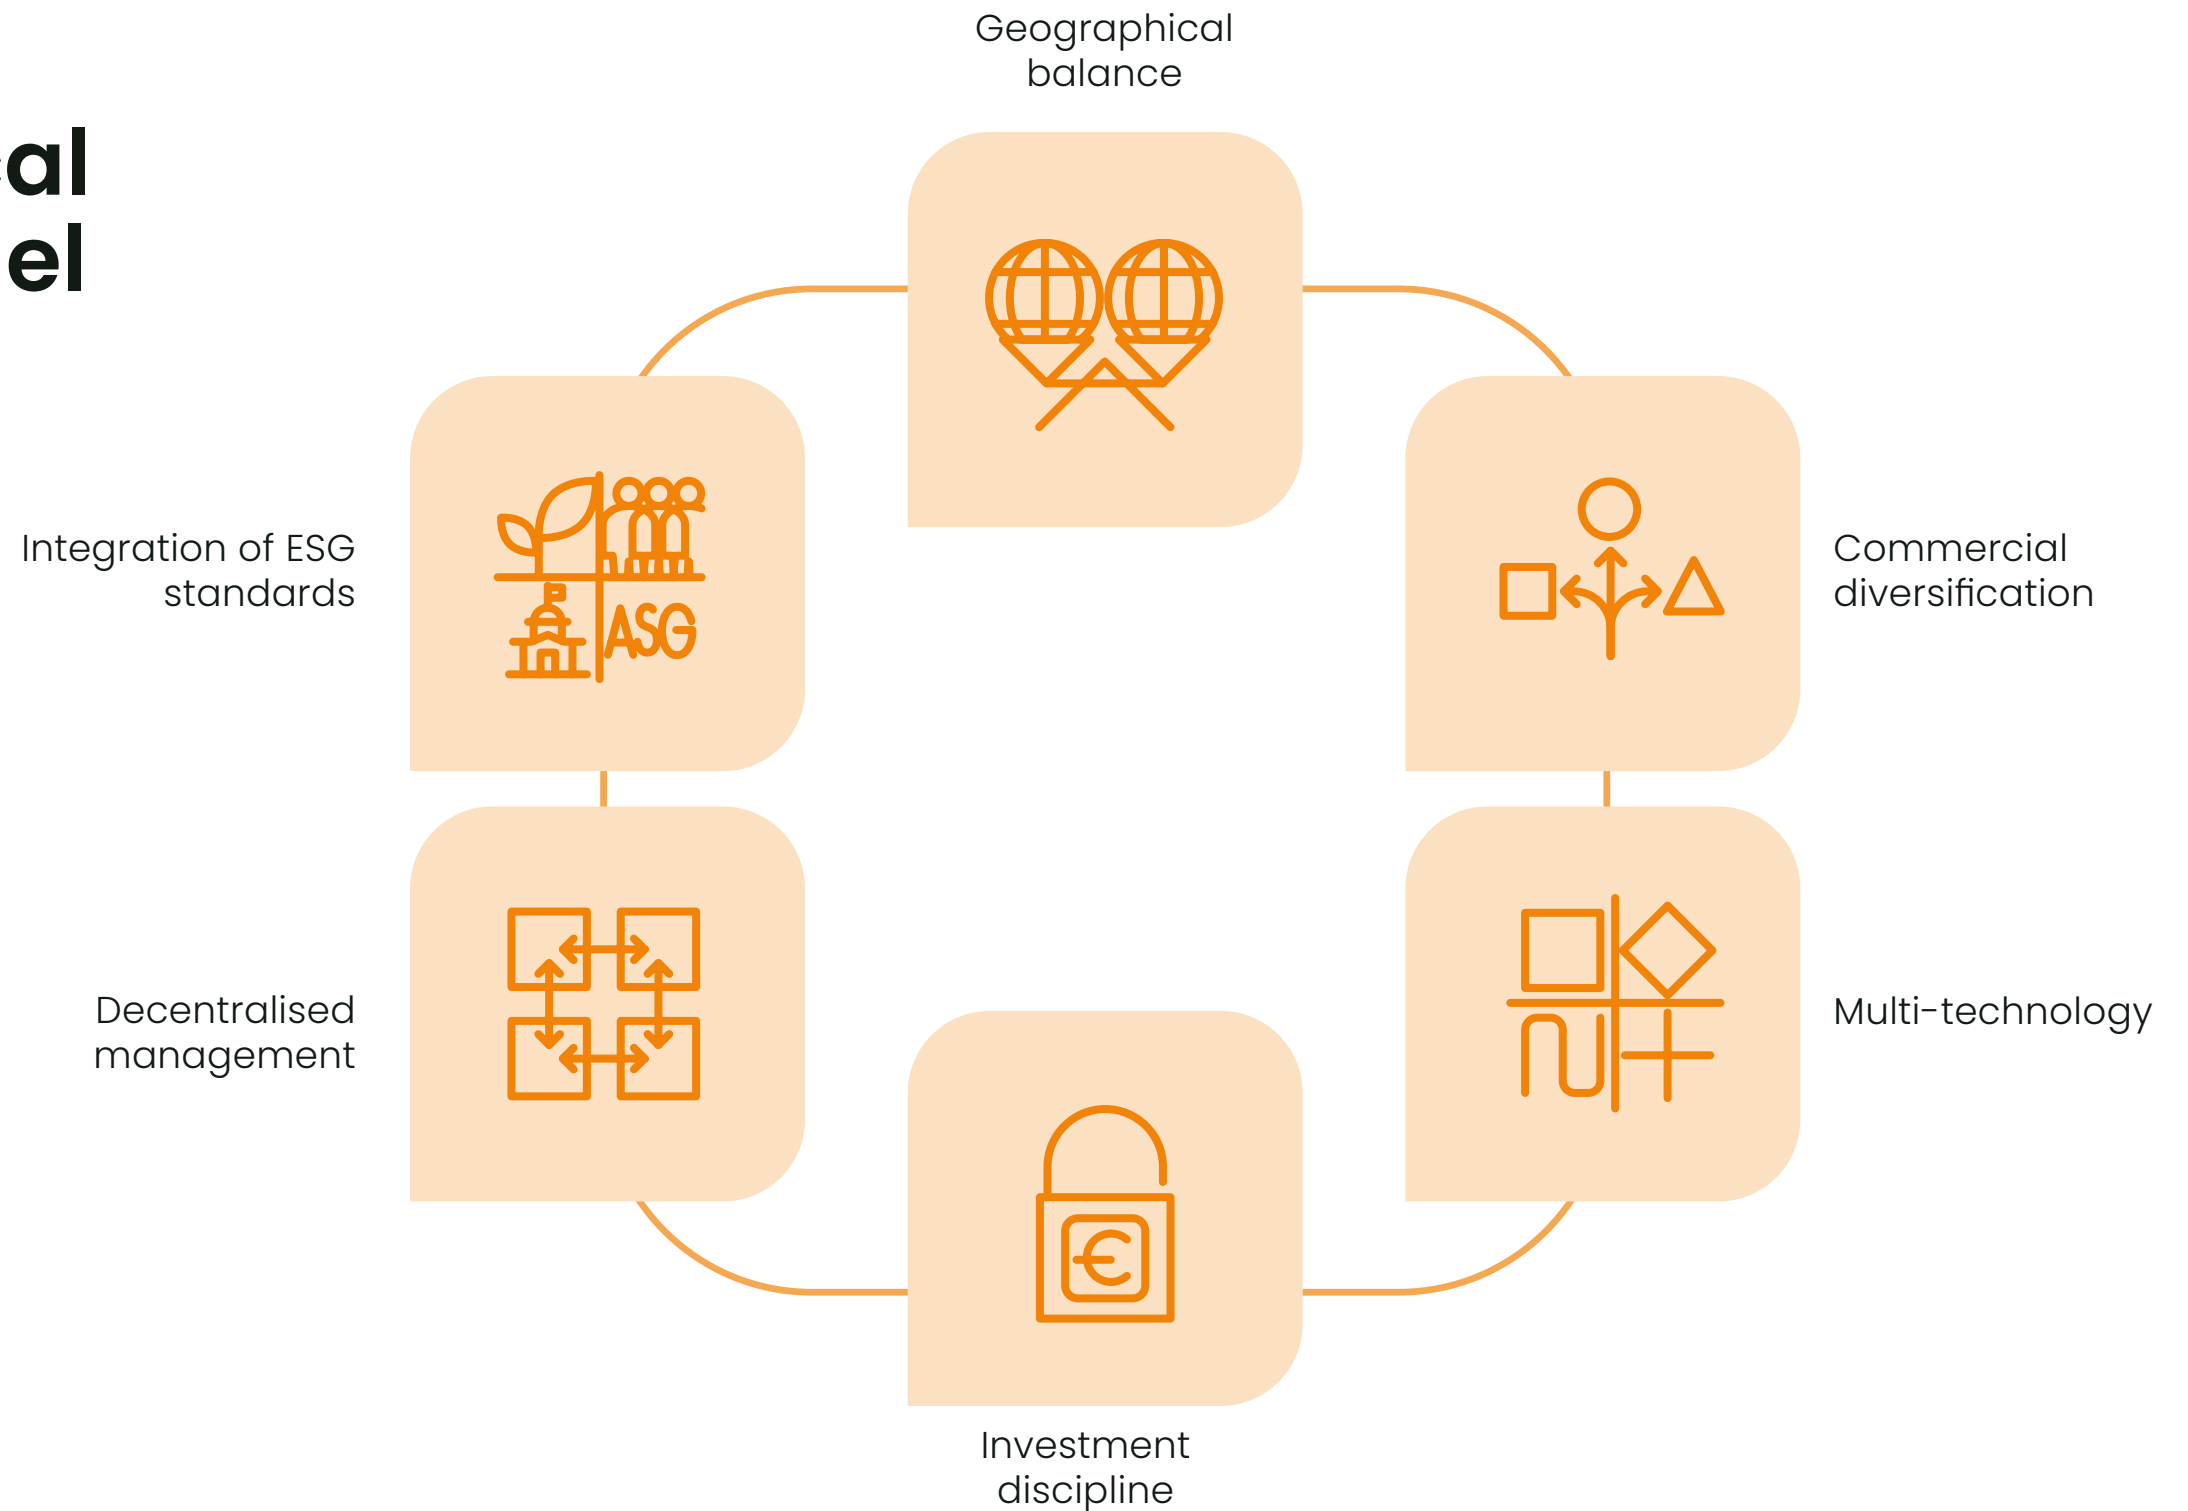 Geographical
balance
al
el
Integration of ESG
standards
ASG
Commercial
diversification
Decentralised
management
Multi-technology
€
Investment
discipline